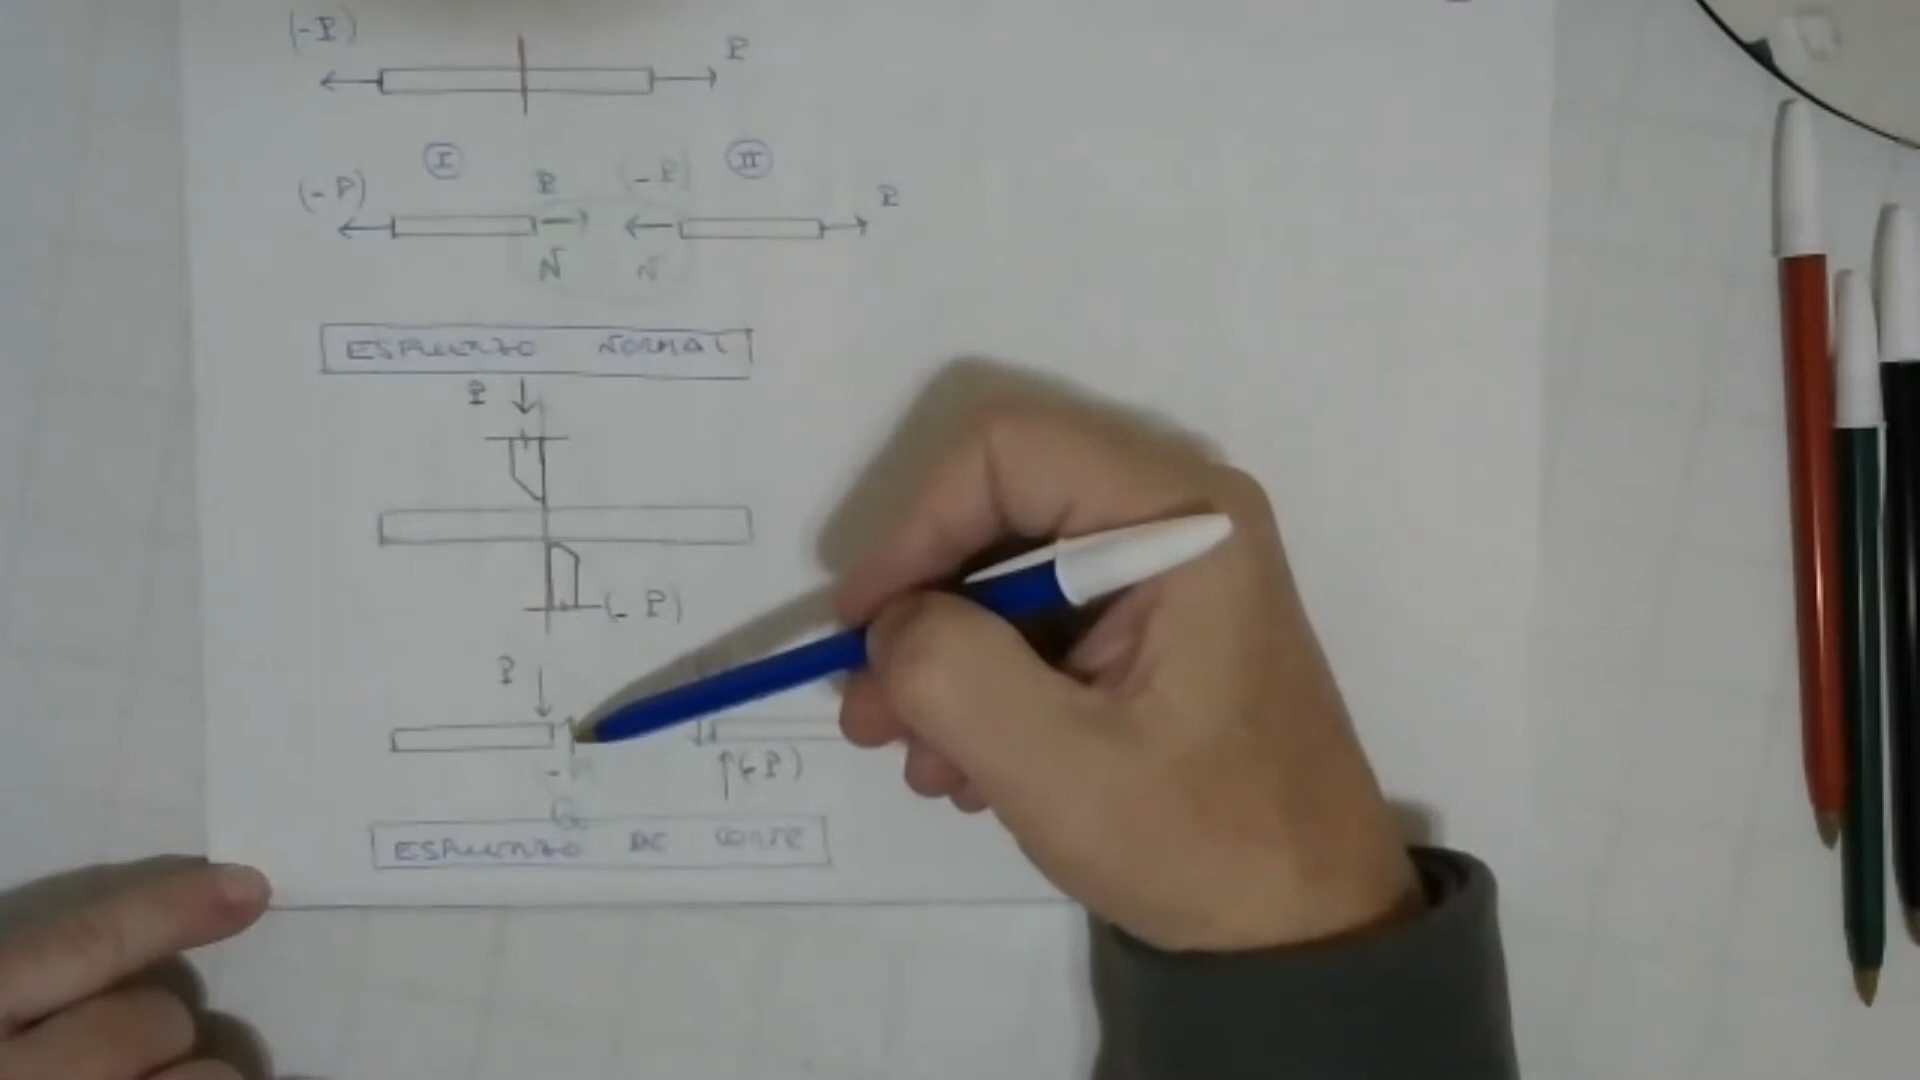 (-P)
P
I
II
(-P)
P
(-P)
P
N
N
ESFUERZO NORMAL
P
(-P)
P
(-P)
Q
ESFUERZO DE CORTE